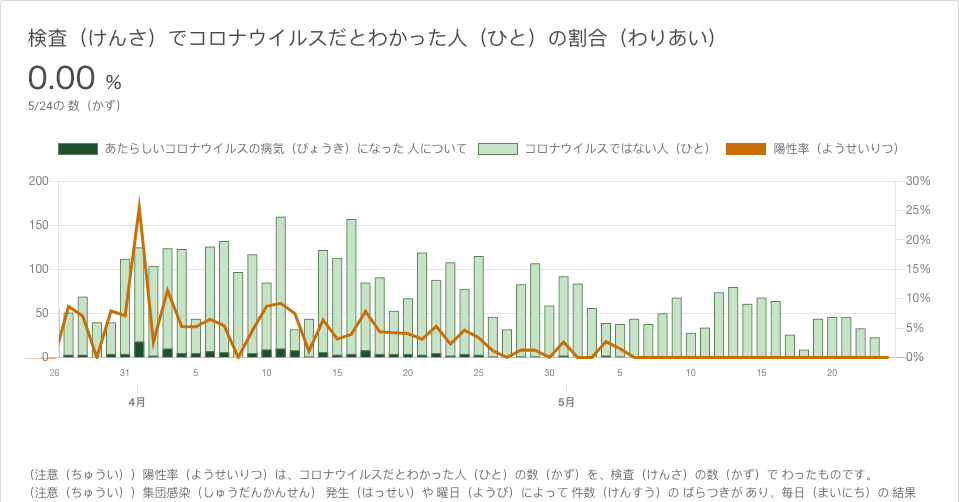 検査（けんさ）でコロナウイルスだとわかった人（ひと）の割合（わりあい）
0.00 %
5/24の 数（かず）
あたらしいコロナウイルスの病気（びょうき）になった 人について コロナウイルスではない人（ひと） 陽性率（ようせいりつ）
200 30%
25%
150 20%
100 15%
10%
50 5%
0 0%
26 31 5 10 15 20 25 30 5 10 15 20
4月 5月
（注意（ちゅうい））陽性率（ようせいりつ）は、コロナウイルスだとわかった人（ひと）の数（かず）を、検査（けんさ）の数（かず）で わったものです。
（注意（ちゅうい））集団感染（しゅうだんかんせん） 発生（はっせい）や 曜日（ようび）によって 件数（けんすう）の ばらつきが あり、毎日（まいにち）の 結果